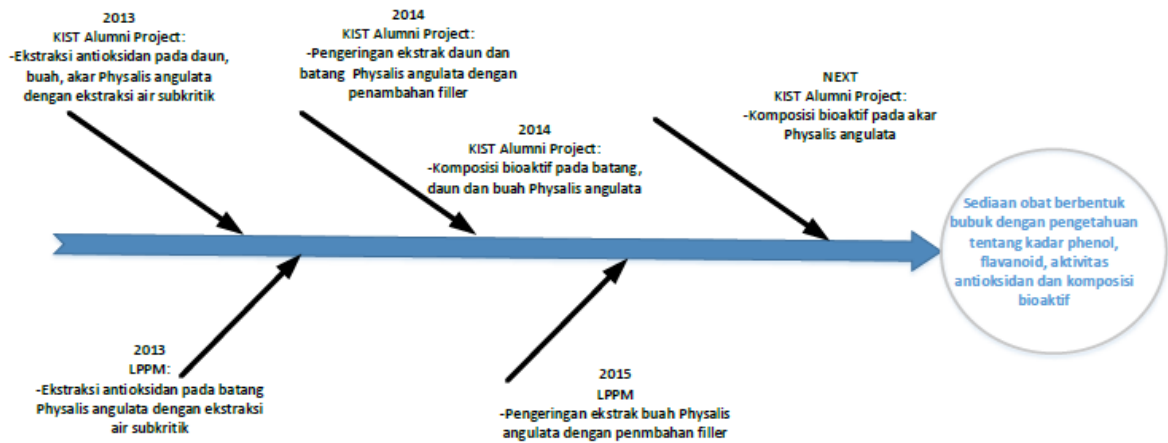 2013
KIST Alumni Project:
-Ekstraksi antioksidan pada daun,
buah, akar Physalis angulata
dengan ekstraksi air subkritik
2014
KIST Alumni Project:
-Pengeringan ekstrak daun dan
batang Physalis angulata dengan
penambahan filler
2014
KIST Alumni Project:
-Komposisi bioaktif pada batang,
daun dan buah Physalis angulata
NEXT
KIST Alumni Project:
-Komposisi bioaktif pada akar
Physalis angulata
Sediaan obat berbentuk
bubuk dengan pengetahuan
tentang kadar phenol,
flavanoid, aktivitas
antioksidan dan komposisi
bioaktif
2013
LPPM:
-Ekstraksi antioksidan pada batang
Physalis angulata dengan ekstraksi
air subkritik
2015
LPPM
-Pengeringan ekstrak buah Physalis
angulata dengan penmbahan filler